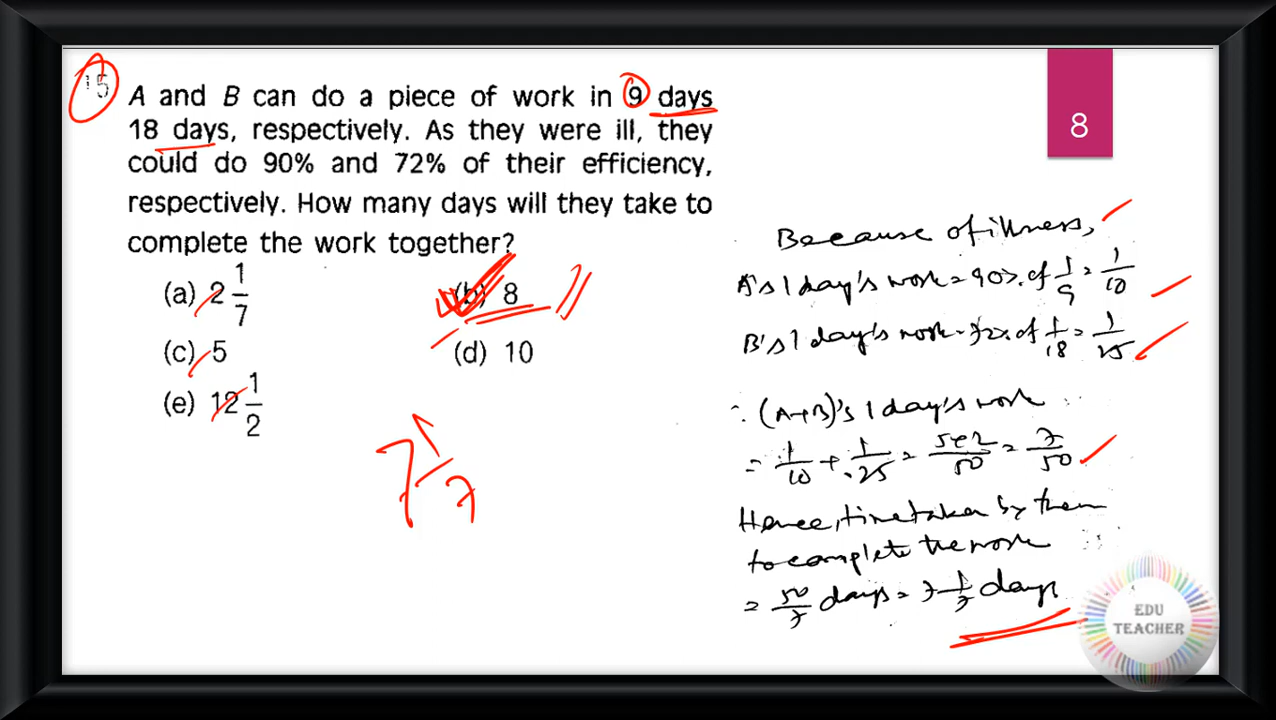 15
A and B can do a piece of work in 9 days
18 days, respectively. As they were ill, they
could do 90% and 72% of their efficiency,
respectively. How many days will they take to
complete the work together?
(a) 2 1/7
(b) 8
(c) 5
(d) 10
(e) 12 1/2
7 1/7
8
Because of illness,
A's 1 day's work = 90% of 1/9 = 1/10
B's 1 day's work = 72% of 1/18 = 1/25
∴ (A+B)'s 1 day's work
= 1/10 + 1/25 = 5+2/50 = 7/50
Hence, time taken by them
to complete the work
= 50/7 days = 7 1/7 days
EDU
TEACHER